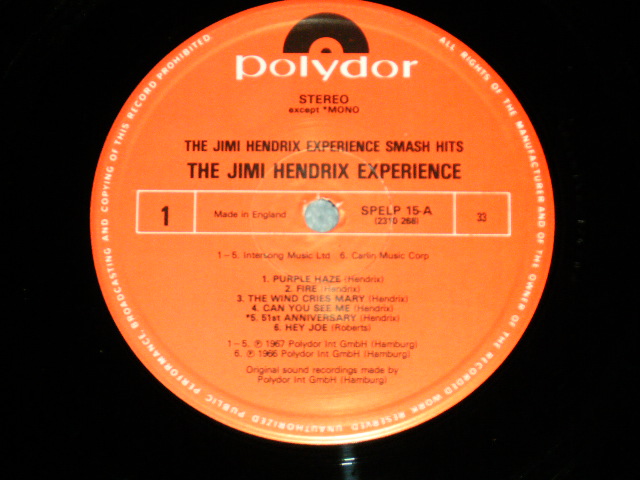 polydor
STEREO
except *MONO
THE JIMI HENDRIX EXPERIENCE SMASH HITS
THE JIMI HENDRIX EXPERIENCE
1
Made in England
SPELP 15-A
(2310 268)
33
1-5. Intersong Music Ltd 6. Carlin Music Corp
1. PURPLE HAZE (Hendrix)
2. FIRE (Hendrix)
3. THE WIND CRIES MARY (Hendrix)
4. CAN YOU SEE ME (Hendrix)
*5. 51st ANNIVERSARY (Hendrix)
6. HEY JOE (Roberts)
1-5. ℗ 1967 Polydor Int GmbH (Hamburg)
6. ℗ 1966 Polydor Int GmbH (Hamburg)
Original sound recordings made by
Polydor Int GmbH (Hamburg)
ALL RIGHTS OF THE MANUFACTURER AND OF THE OWNER OF THE RECORDED WORK RESERVED. UNAUTHORIZED PUBLIC PERFORMANCE, BROADCASTING AND COPYING OF THIS RECORD PROHIBITED.